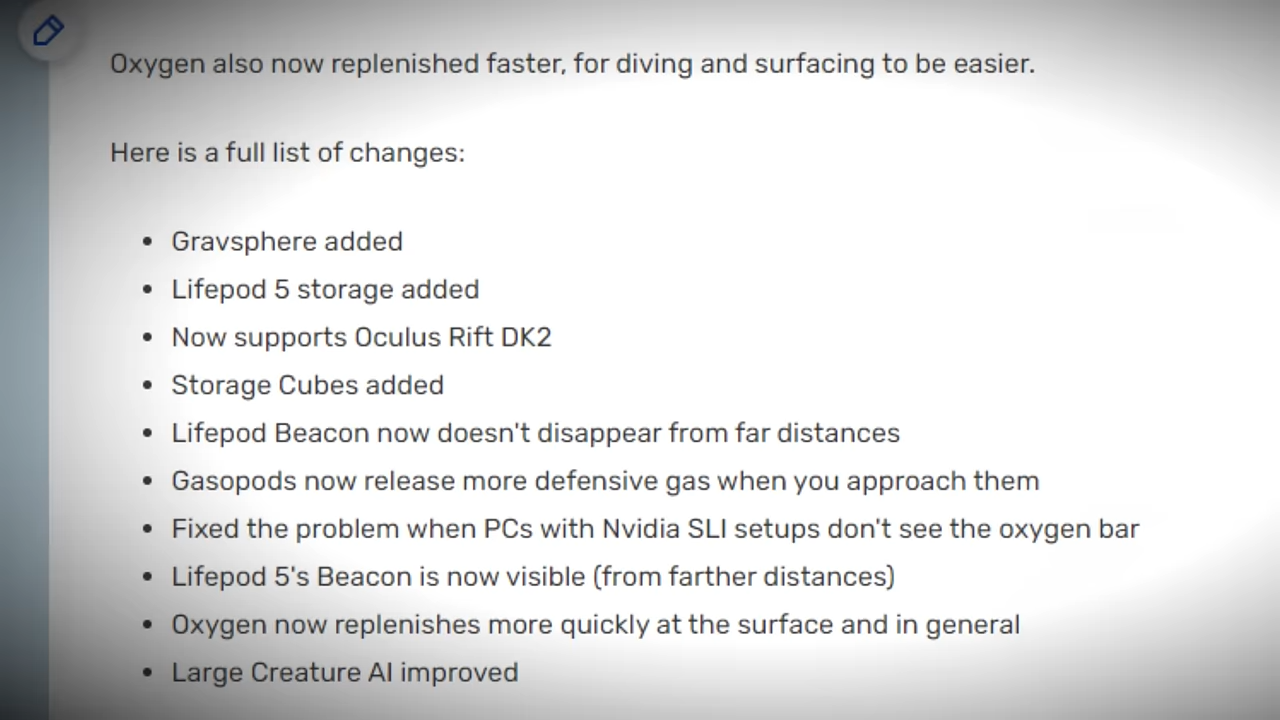 Oxygen also now replenished faster, for diving and surfacing to be easier.
Here is a full list of changes:
• Gravsphere added
• Lifepod 5 storage added
• Now supports Oculus Rift DK2
• Storage Cubes added
• Lifepod Beacon now doesn't disappear from far distances
• Gasopods now release more defensive gas when you approach them
• Fixed the problem when PCs with Nvidia SLI setups don't see the oxygen bar
• Lifepod 5's Beacon is now visible (from farther distances)
• Oxygen now replenishes more quickly at the surface and in general
• Large Creature AI improved